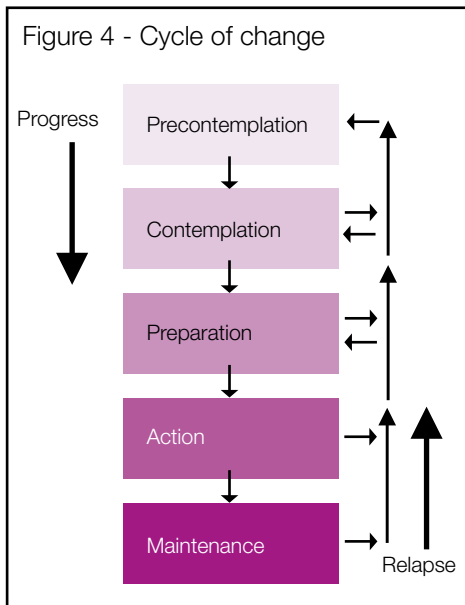 Figure 4 - Cycle of change
Progress
Precontemplation
Contemplation
Preparation
Action
Maintenance
Relapse